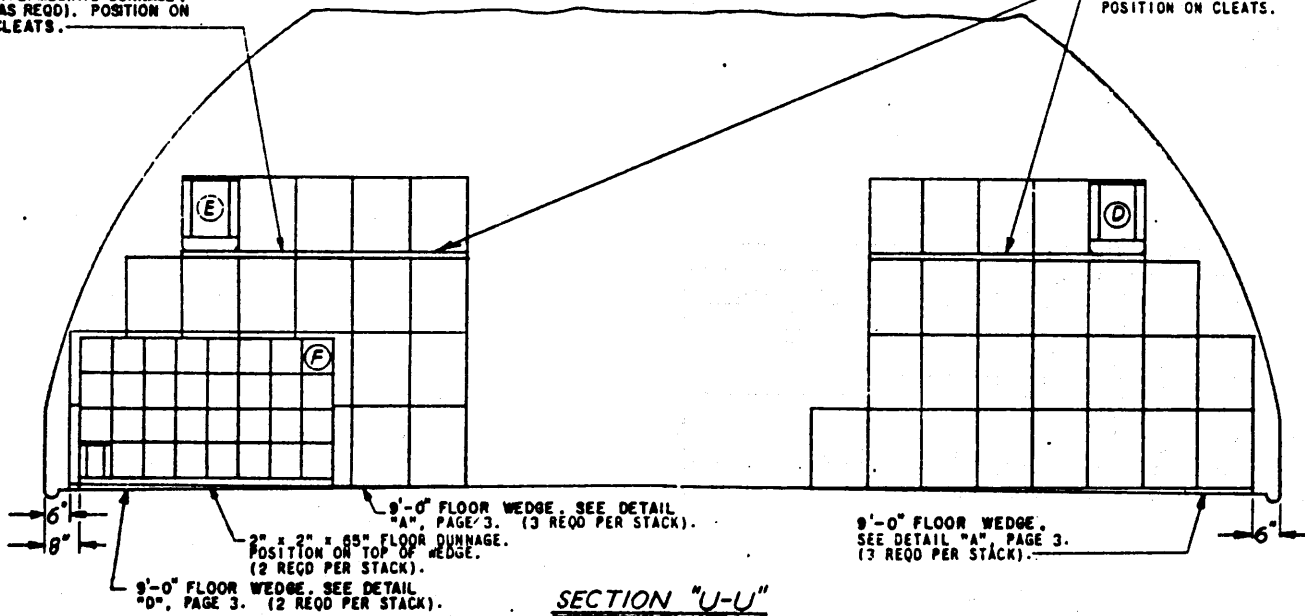 AS REQD). POSITION ON
CLEATS.
POSITION ON CLEATS.
E
D
F
6"
8"
9'-0" FLOOR WEDGE. SEE DETAIL
"A", PAGE 3. (3 REQD PER STACK).
2" x 2" x 65" FLOOR DUNNAGE.
POSITION ON TOP OF WEDGE.
(2 REQD PER STACK).
9'-0" FLOOR WEDGE. SEE DETAIL
"D", PAGE 3. (2 REQD PER STACK).
9'-0" FLOOR WEDGE.
SEE DETAIL "A", PAGE 3.
(3 REQD PER STACK).
6"
SECTION "U-U"